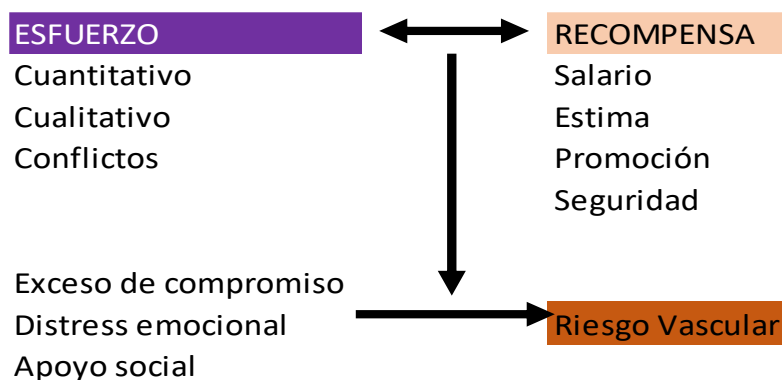 ESFUERZO
Cuantitativo
Cualitativo
Conflictos
RECOMPENSA
Salario
Estima
Promoción
Seguridad
Exceso de compromiso
Distress emocional
Apoyo social
Riesgo Vascular